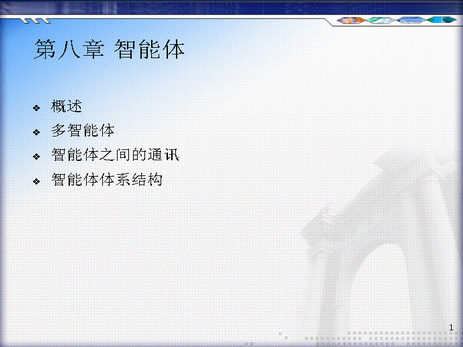 第八章 智能体
概述
多智能体
智能体之间的通讯
智能体体系结构
1